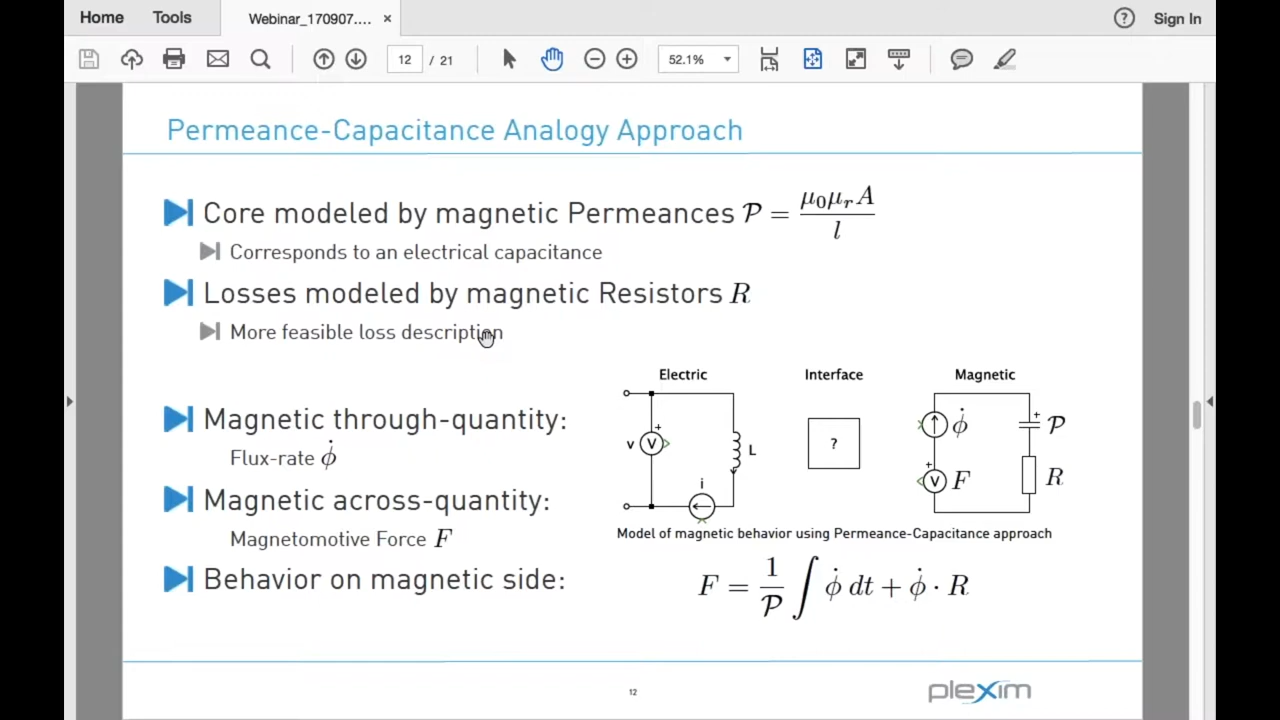 Home Tools Webinar_170907.... × ? Sign In
12 / 21 52.1%
Permeance-Capacitance Analogy Approach
Core modeled by magnetic Permeances 𝒫 = μ₀μᵣA / l
Corresponds to an electrical capacitance
Losses modeled by magnetic Resistors R
More feasible loss description
Electric Interface Magnetic
Magnetic through-quantity:
Flux-rate ϕ̇
Magnetic across-quantity:
Magnetomotive Force F
v V + L i
?
ϕ̇ + 𝒫
+ V F R
Model of magnetic behavior using Permeance-Capacitance approach
Behavior on magnetic side:
F = 1/𝒫 ∫ ϕ̇ dt + ϕ̇ · R
12
plexim